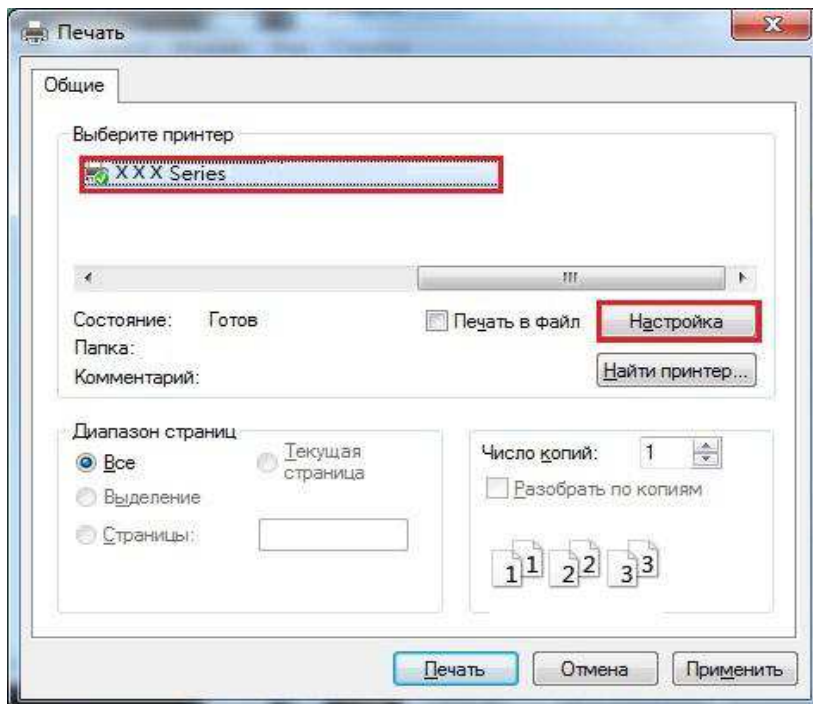 Печать
Общие
Выберите принтер
X X X Series
Состояние: Готов
Печать в файл
Настройка
Папка:
Комментарий:
Найти принтер...
Диапазон страниц
Все
Текущая
страница
Выделение
Страницы:
Число копий: 1
Разобрать по копиям
1 1 2 2 3 3
Печать Отмена Применить